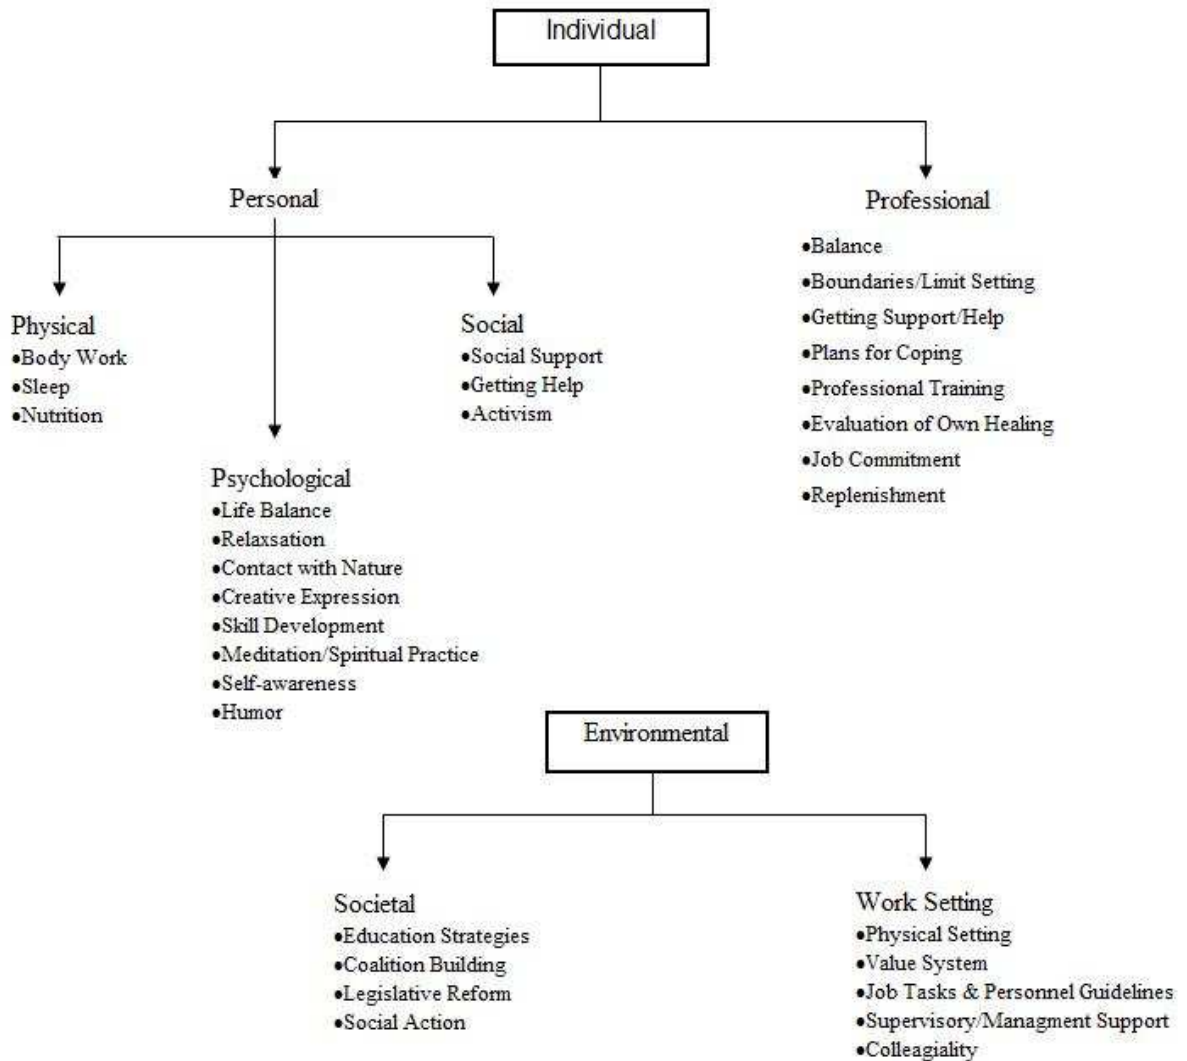 Individual
Personal
Professional
•Balance
•Boundaries/Limit Setting
•Getting Support/Help
•Plans for Coping
•Professional Training
•Evaluation of Own Healing
•Job Commitment
•Replenishment
Physical
•Body Work
•Sleep
•Nutrition
Social
•Social Support
•Getting Help
•Activism
Psychological
•Life Balance
•Relaxsation
•Contact with Nature
•Creative Expression
•Skill Development
•Meditation/Spiritual Practice
•Self-awareness
•Humor
Environmental
Societal
•Education Strategies
•Coalition Building
•Legislative Reform
•Social Action
Work Setting
•Physical Setting
•Value System
•Job Tasks & Personnel Guidelines
•Supervisory/Managment Support
•Colleagiality